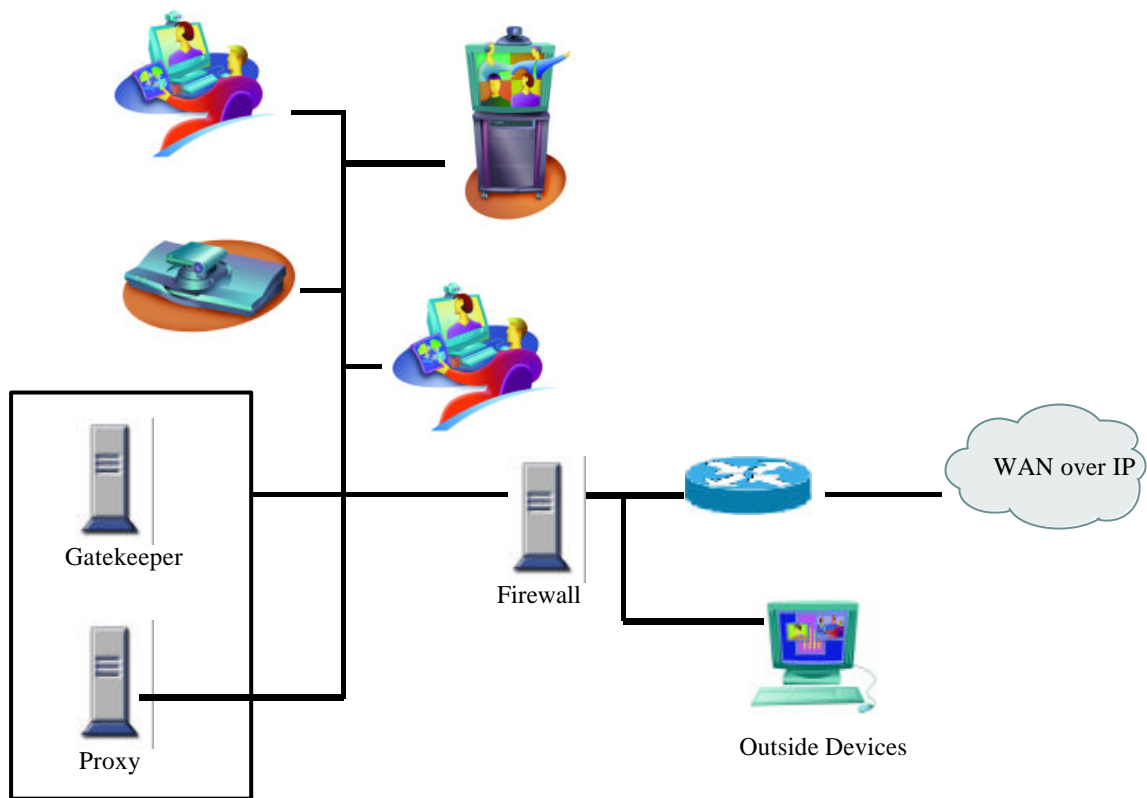 WAN over IP
Gatekeeper
Firewall
Proxy
Outside Devices